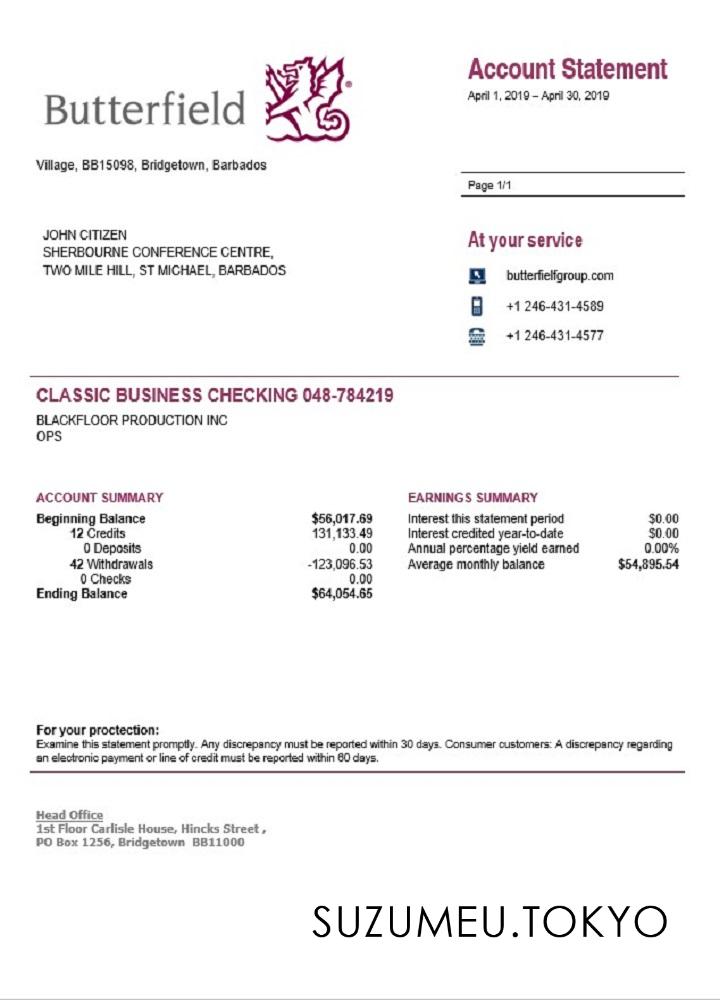 Butterfield
Account Statement
April 1, 2019 – April 30, 2019
Village, BB15098, Bridgetown, Barbados
Page 1/1
JOHN CITIZEN
SHERBOURNE CONFERENCE CENTRE,
TWO MILE HILL, ST MICHAEL, BARBADOS
At your service
butterfielfgroup.com
+1 246-431-4589
+1 246-431-4577
CLASSIC BUSINESS CHECKING 048-784219
BLACKFLOOR PRODUCTION INC
OPS
ACCOUNT SUMMARY
Beginning Balance $56,017.69
12 Credits 131,133.49
0 Deposits 0.00
42 Withdrawals -123,096.53
0 Checks 0.00
Ending Balance $64,054.65
EARNINGS SUMMARY
Interest this statement period $0.00
Interest credited year-to-date $0.00
Annual percentage yield earned 0.00%
Average monthly balance $54,895.54
For your proctection:
Examine this statement promptly. Any discrepancy must be reported within 30 days. Consumer customers: A discrepancy regarding
an electronic payment or line of credit must be reported within 60 days.
Head Office
1st Floor Carlisle House, Hincks Street ,
PO Box 1256, Bridgetown BB11000
SUZUMEU.TOKYO